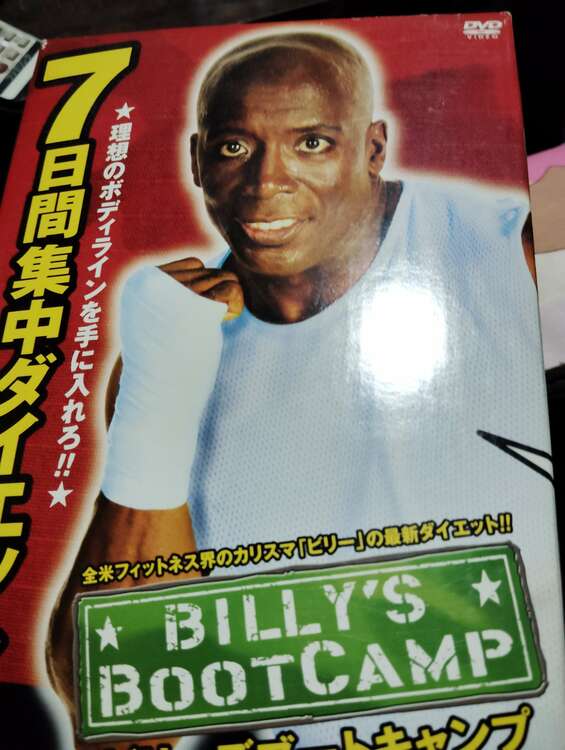 DVD
VIDEO
7日間集中ダイエッ
★理想のボディラインを手に入れろ!!★
全米フィットネス界のカリスマ「ビリー」の最新ダイエット!!
★ BILLY'S ★
BOOTCAMP
ブートキャンプ